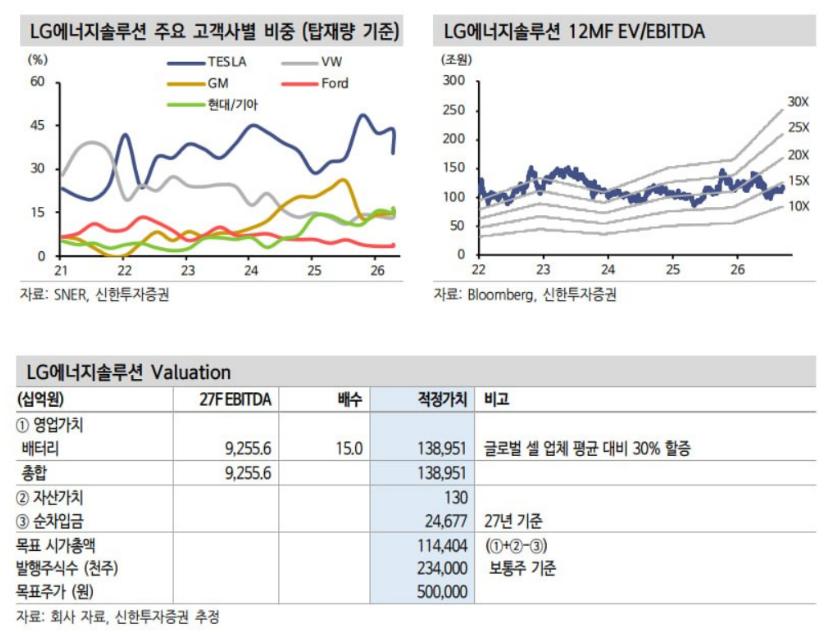 LG에너지솔루션 주요 고객사별 비중 (탑재량 기준)
(%)
TESLA
VW
GM
Ford
현대/기아
60
45
30
15
0
21 22 23 24 25 26
자료: SNER, 신한투자증권
LG에너지솔루션 12MF EV/EBITDA
(조원)
300
250
200
150
100
50
0
30X
25X
20X
15X
10X
22 23 24 25 26
자료: Bloomberg, 신한투자증권
LG에너지솔루션 Valuation
(십억원) 27F EBITDA 배수 적정가치 비고
① 영업가치
배터리 9,255.6 15.0 138,951 글로벌 셀 업체 평균 대비 30% 할증
총합 9,255.6 138,951
② 자산가치 130
③ 순차입금 24,677 27년 기준
목표 시가총액 114,404 (①+②-③)
발행주식수 (천주) 234,000 보통주 기준
목표주가 (원) 500,000
자료: 회사 자료, 신한투자증권 추정